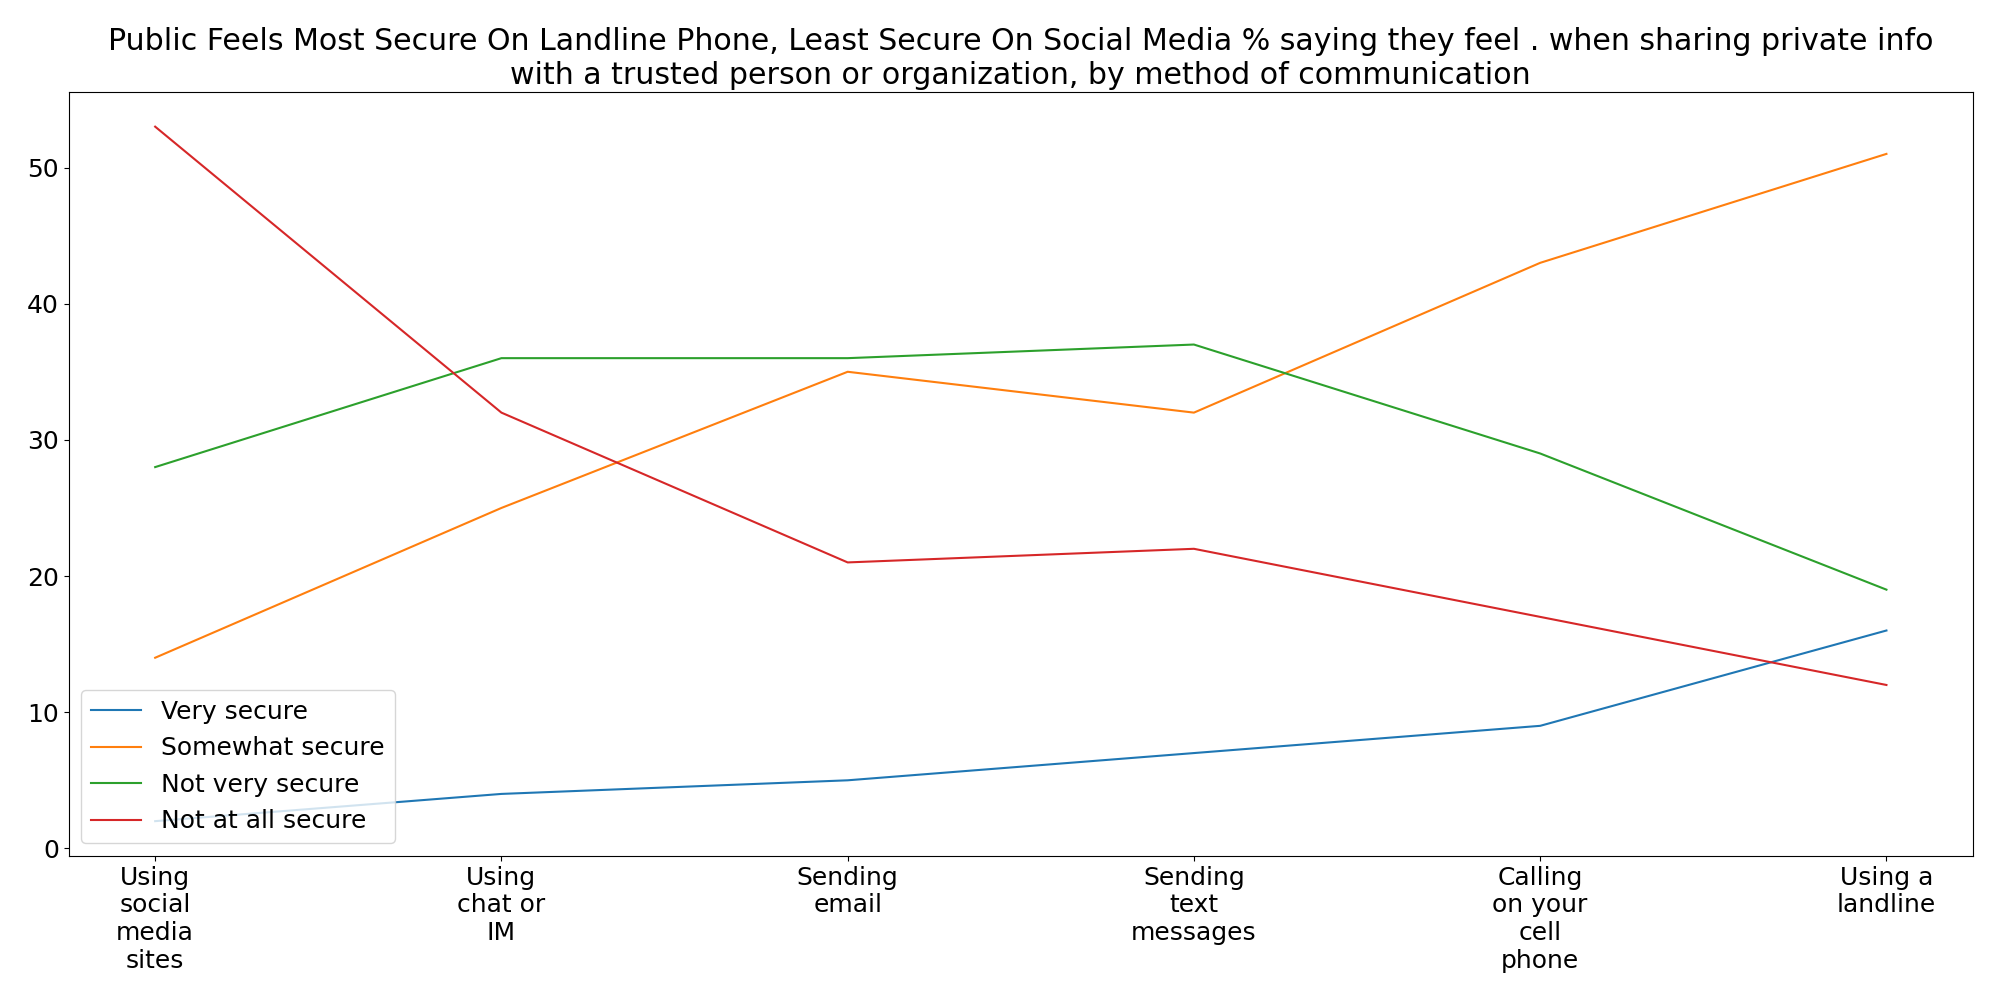 Public Feels Most Secure On Landline Phone, Least Secure On Social Media % saying they feel . when sharing private info
with a trusted person or organization, by method of communication
50
40
30
20
10
0
Very secure
Somewhat secure
Not very secure
Not at all secure
Using
social
media
sites
Using
chat or
IM
Sending
email
Sending
text
messages
Calling
on your
cell
phone
Using a
landline